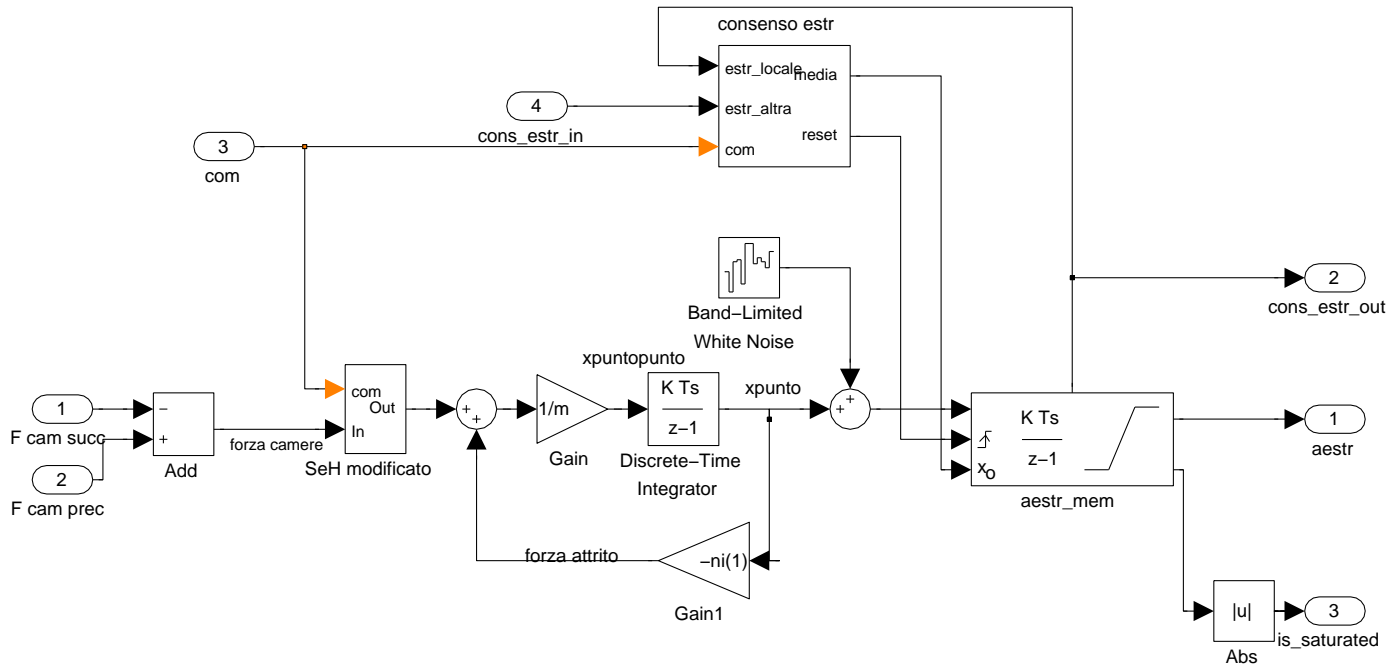 consenso estr
estr_locale
media
estr_altra
reset
com
4
cons_estr_in
3
com
Band−Limited
White Noise
2
cons_estr_out
xpuntopunto
xpunto
com
Out
In
SeH modificato
1
F cam succ
−
+
Add
2
F cam prec
forza camere
+
+
1/m
Gain
K Ts
z−1
Discrete−Time
Integrator
+
+
K Ts
z−1
xo
aestr_mem
1
aestr
forza attrito
−ni(1)
Gain1
|u|
Abs
3
is_saturated